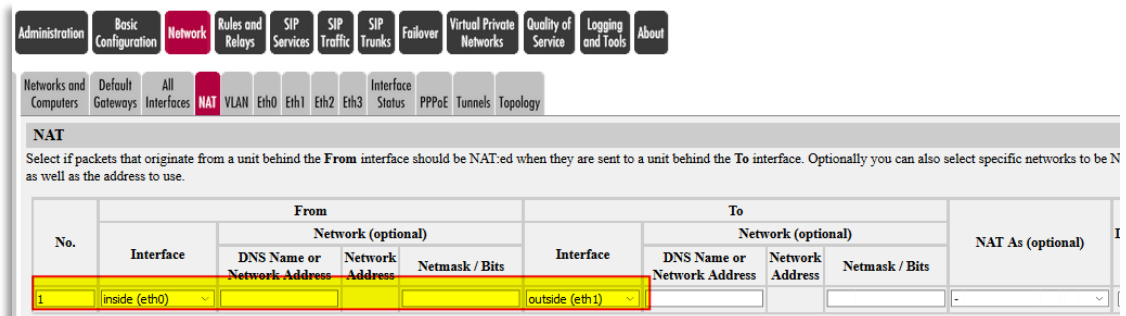 Administration Basic Configuration Network Rules and Relays SIP Services SIP Traffic SIP Trunks Failover Virtual Private Networks Quality of Service Logging and Tools About
Networks and Computers Default Gateways All Interfaces NAT VLAN Eth0 Eth1 Eth2 Eth3 Interface Status PPPoE Tunnels Topology
NAT
Select if packets that originate from a unit behind the From interface should be NAT:ed when they are sent to a unit behind the To interface. Optionally you can also select specific networks to be
as well as the address to use.
No. From To NAT As (optional)
Interface Network (optional) Interface Network (optional)
DNS Name or Network Address Network Address Netmask / Bits DNS Name or Network Address Network Address Netmask / Bits
1 inside (eth0) outside (eth1) -